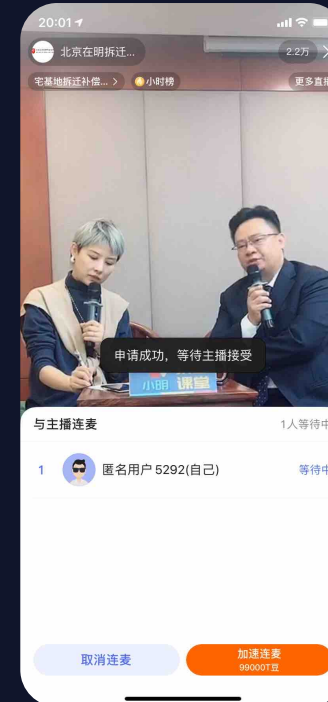 20:01
北京在明拆迁...
2.2万
宅基地拆迁补偿... >
小时榜
更多直播
申请成功，等待主播接受
小明 课堂
与主播连麦
1人等待中
1
匿名用户 5292(自己)
等待中
取消连麦
加速连麦
99000T豆